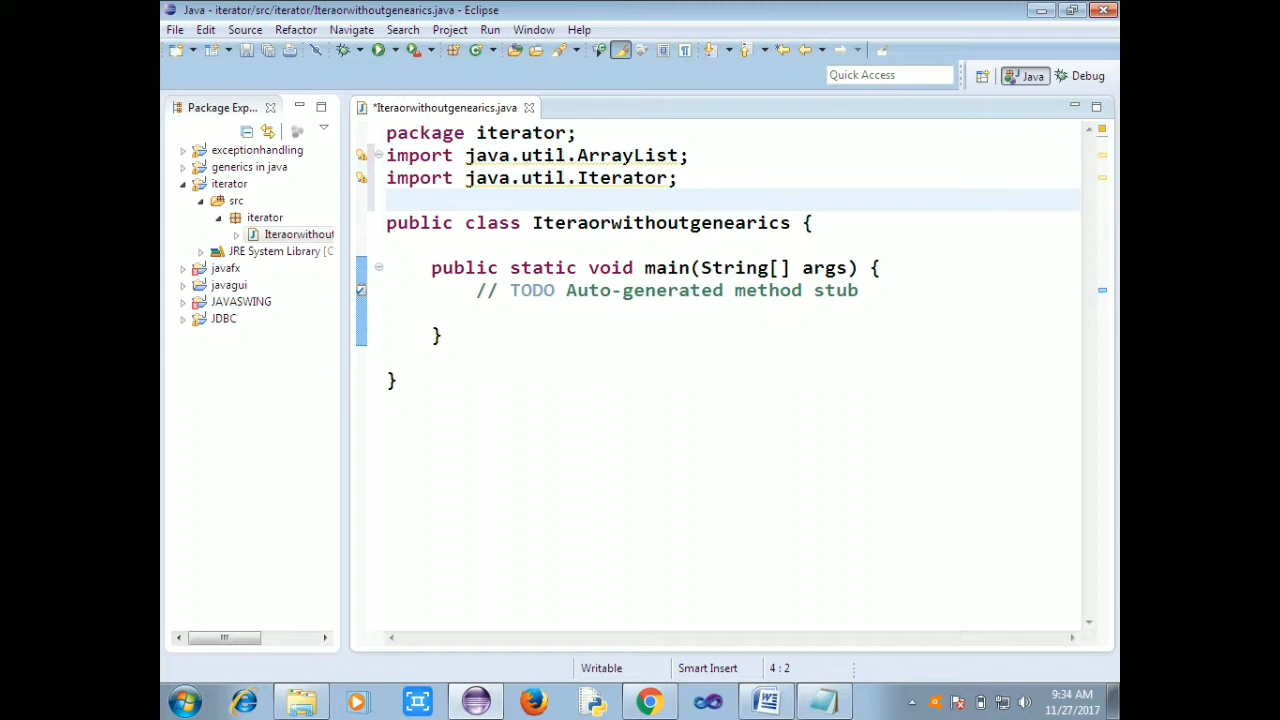 Java - iterator/src/iterator/Iteraorwithoutgenearics.java - Eclipse
File Edit Source Refactor Navigate Search Project Run Window Help
Quick Access
Java
Debug
Package Exp...
*Iteraorwithoutgenearics.java
exceptionhandling
generics in java
iterator
src
iterator
Iteraorwithout
JRE System Library [C
javafx
javagui
JAVASWING
JDBC
package iterator;
import java.util.ArrayList;
import java.util.Iterator;
public class Iteraorwithoutgenearics {
public static void main(String[] args) {
// TODO Auto-generated method stub
}
}
Writable
Smart Insert
4 : 2
9:34 AM
11/27/2017